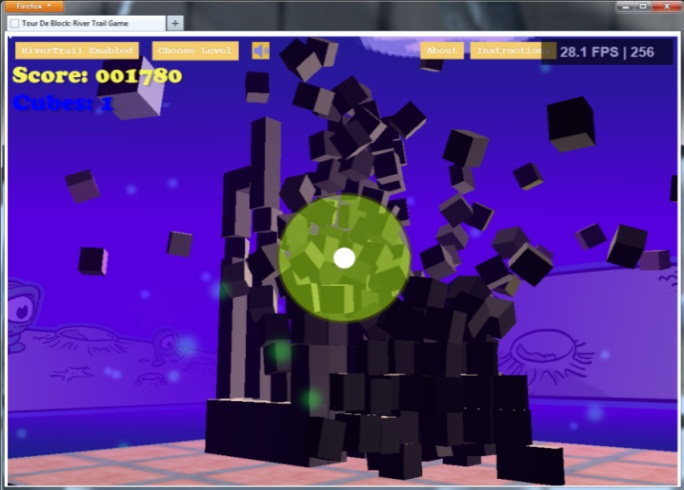 Firefox
Tour De Block: River Trail Game
RiverTrail Enabled
Choose Level
About
Instructions
28.1 FPS | 256
Score: 001780
Cubes: 1